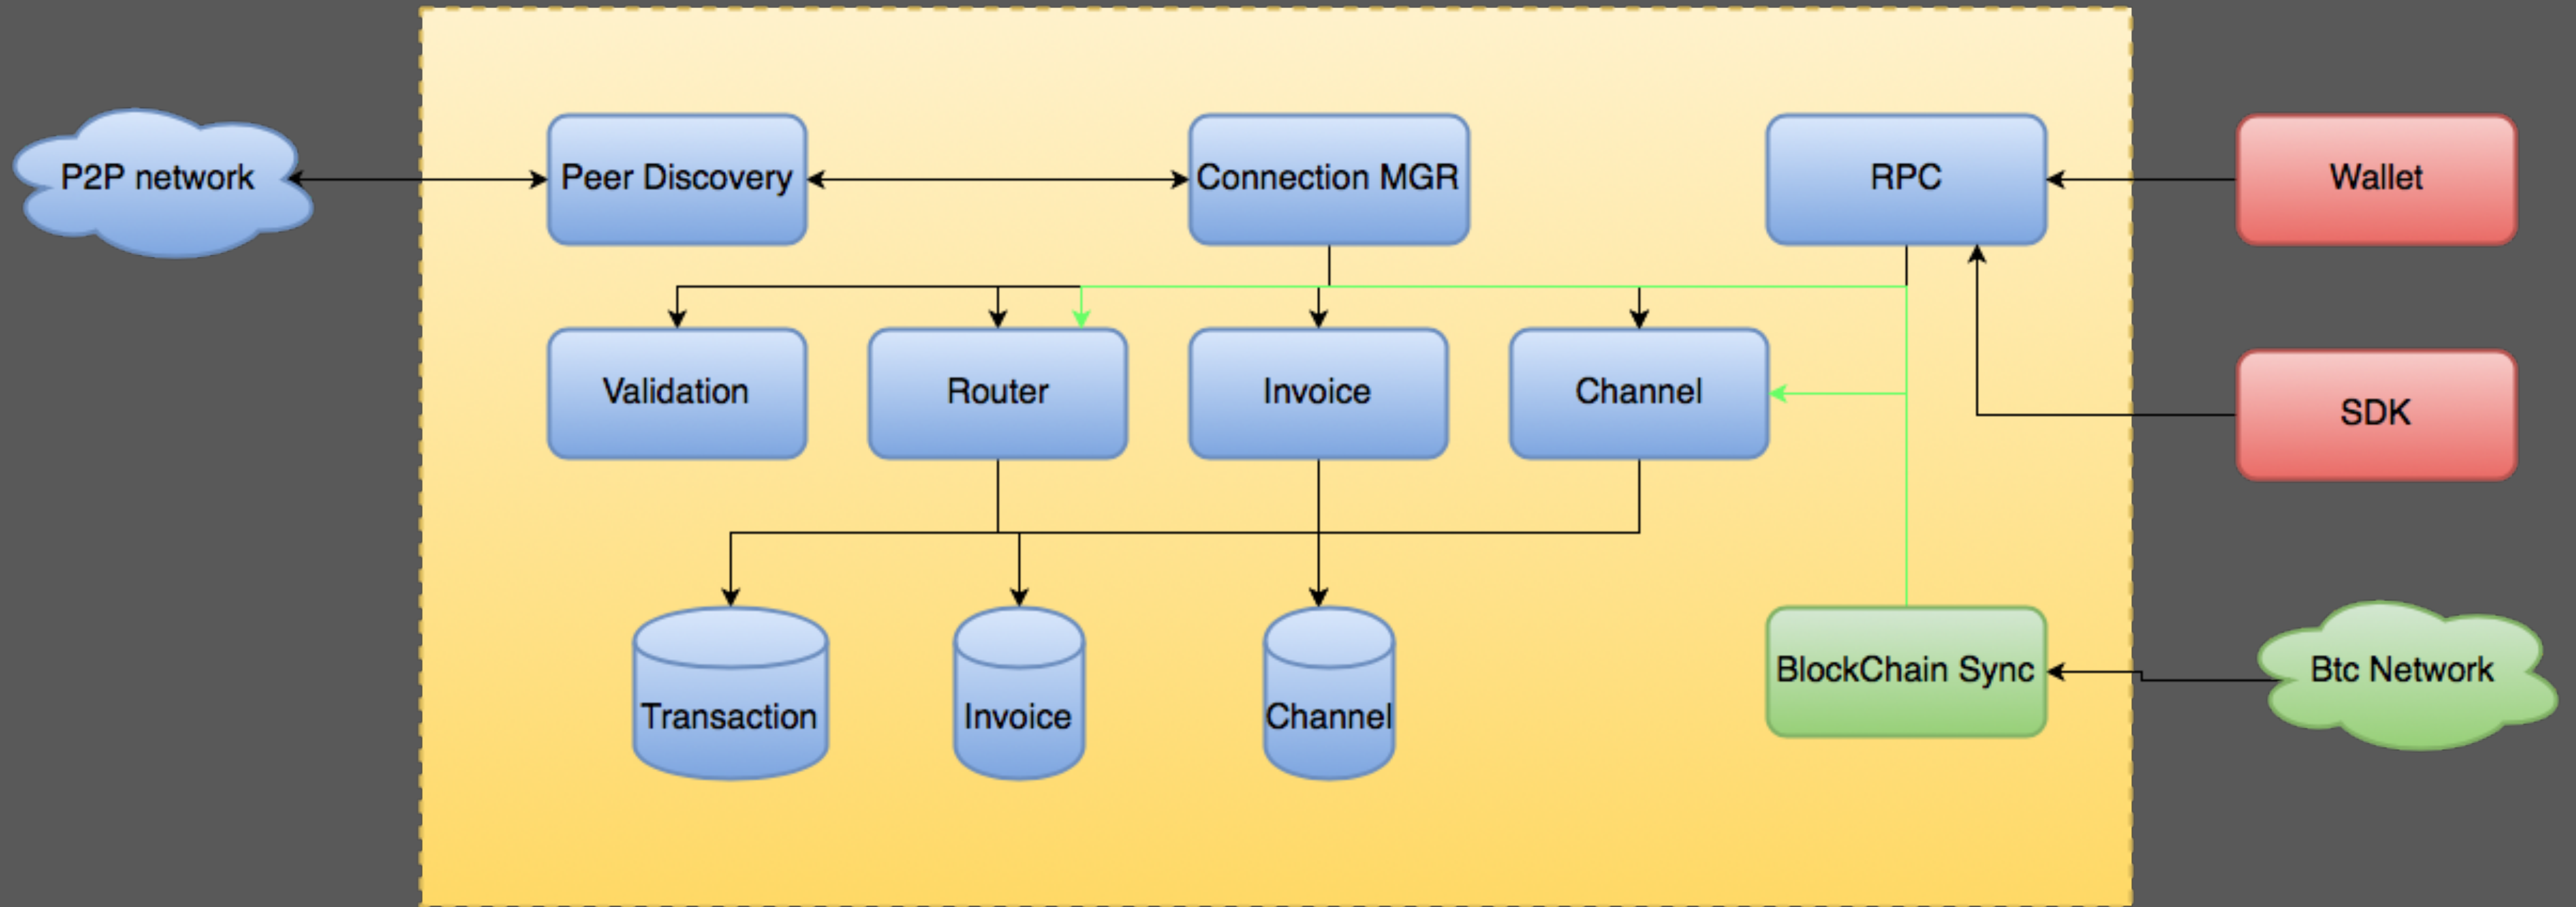 P2P network
Peer Discovery
Connection MGR
RPC
Wallet
Validation
Router
Invoice
Channel
SDK
Transaction
Invoice
Channel
BlockChain Sync
Btc Network